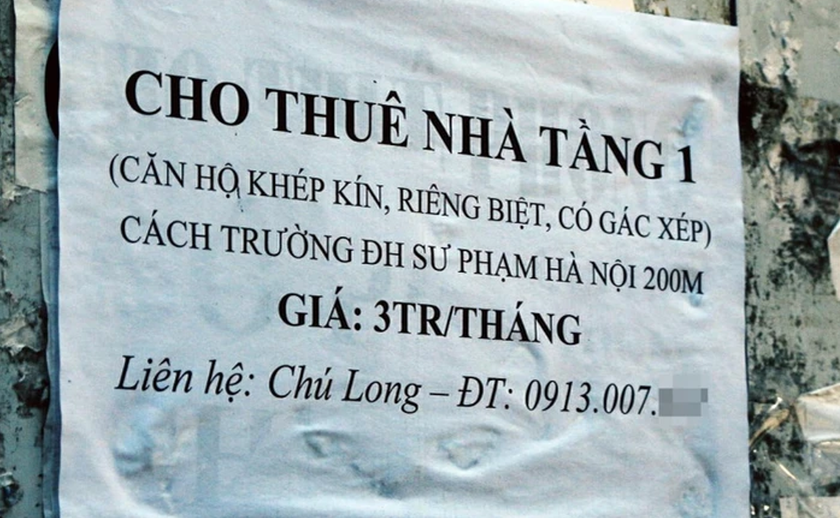 CHO THUÊ NHÀ TẦNG 1
(CĂN HỘ KHÉP KÍN, RIÊNG BIỆT, CÓ GÁC XÉP)
CÁCH TRƯỜNG ĐH SƯ PHẠM HÀ NỘI 200M
GIÁ: 3TR/THÁNG
Liên hệ: Chú Long – ĐT: 0913.007.